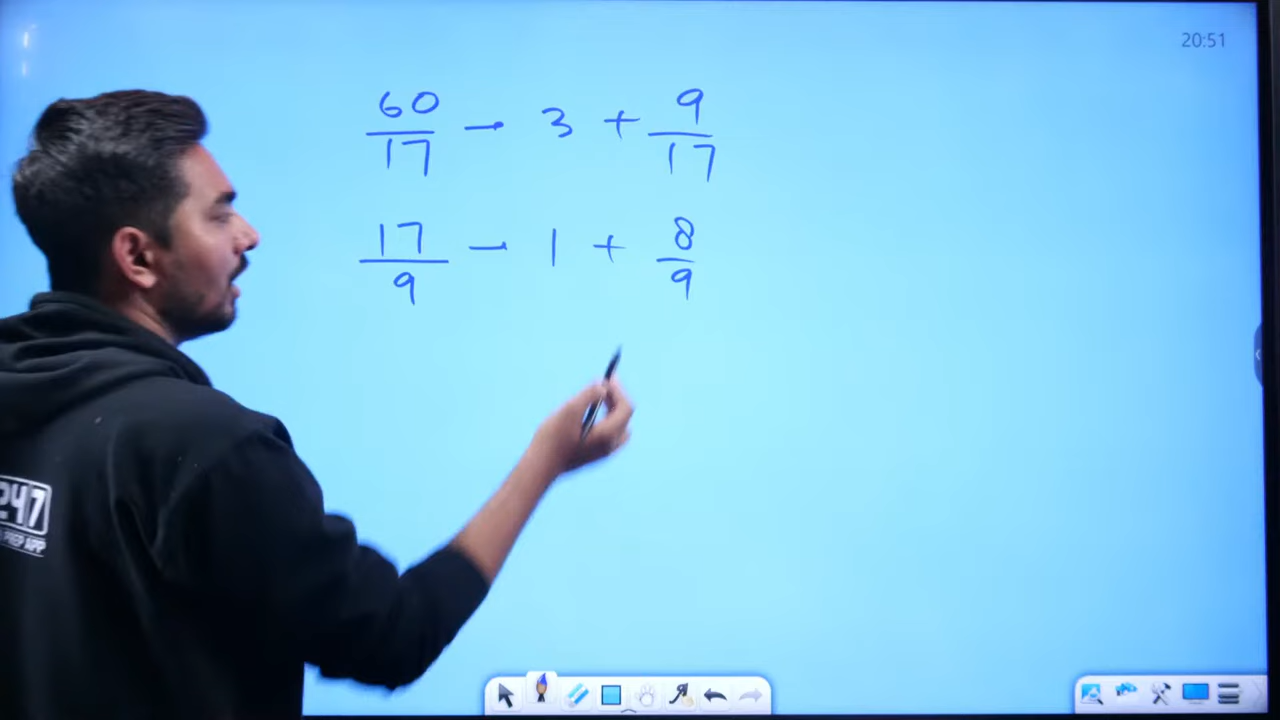 20:51
60/17 → 3 + 9/17
17/9 → 1 + 8/9
247
PREP APP